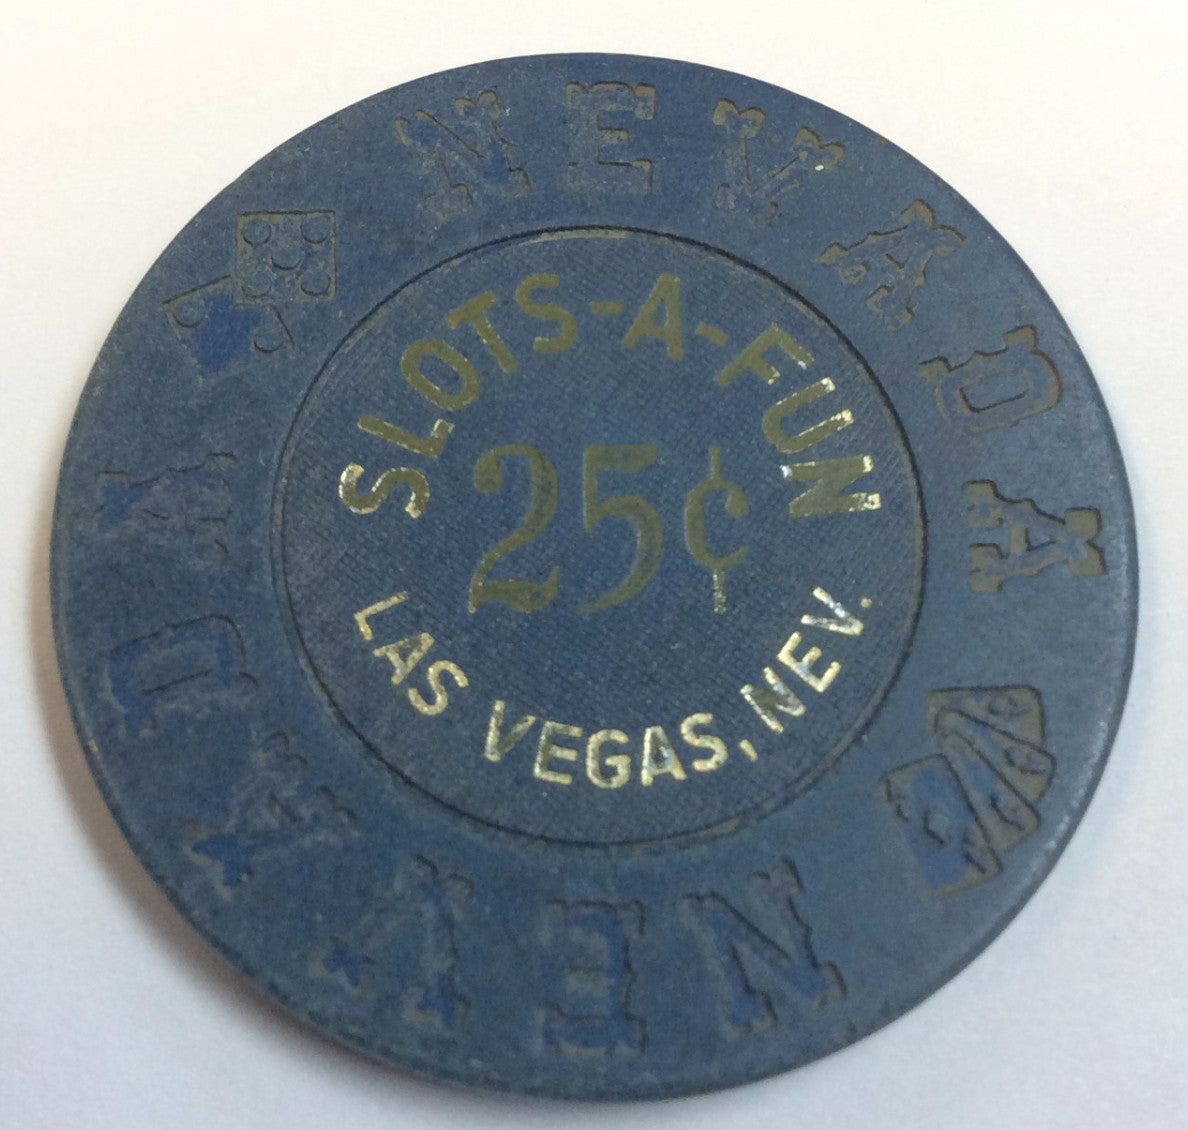 NEVADA
SLOTS-A-FUN
25¢
LAS VEGAS, NEV.
NEVADA